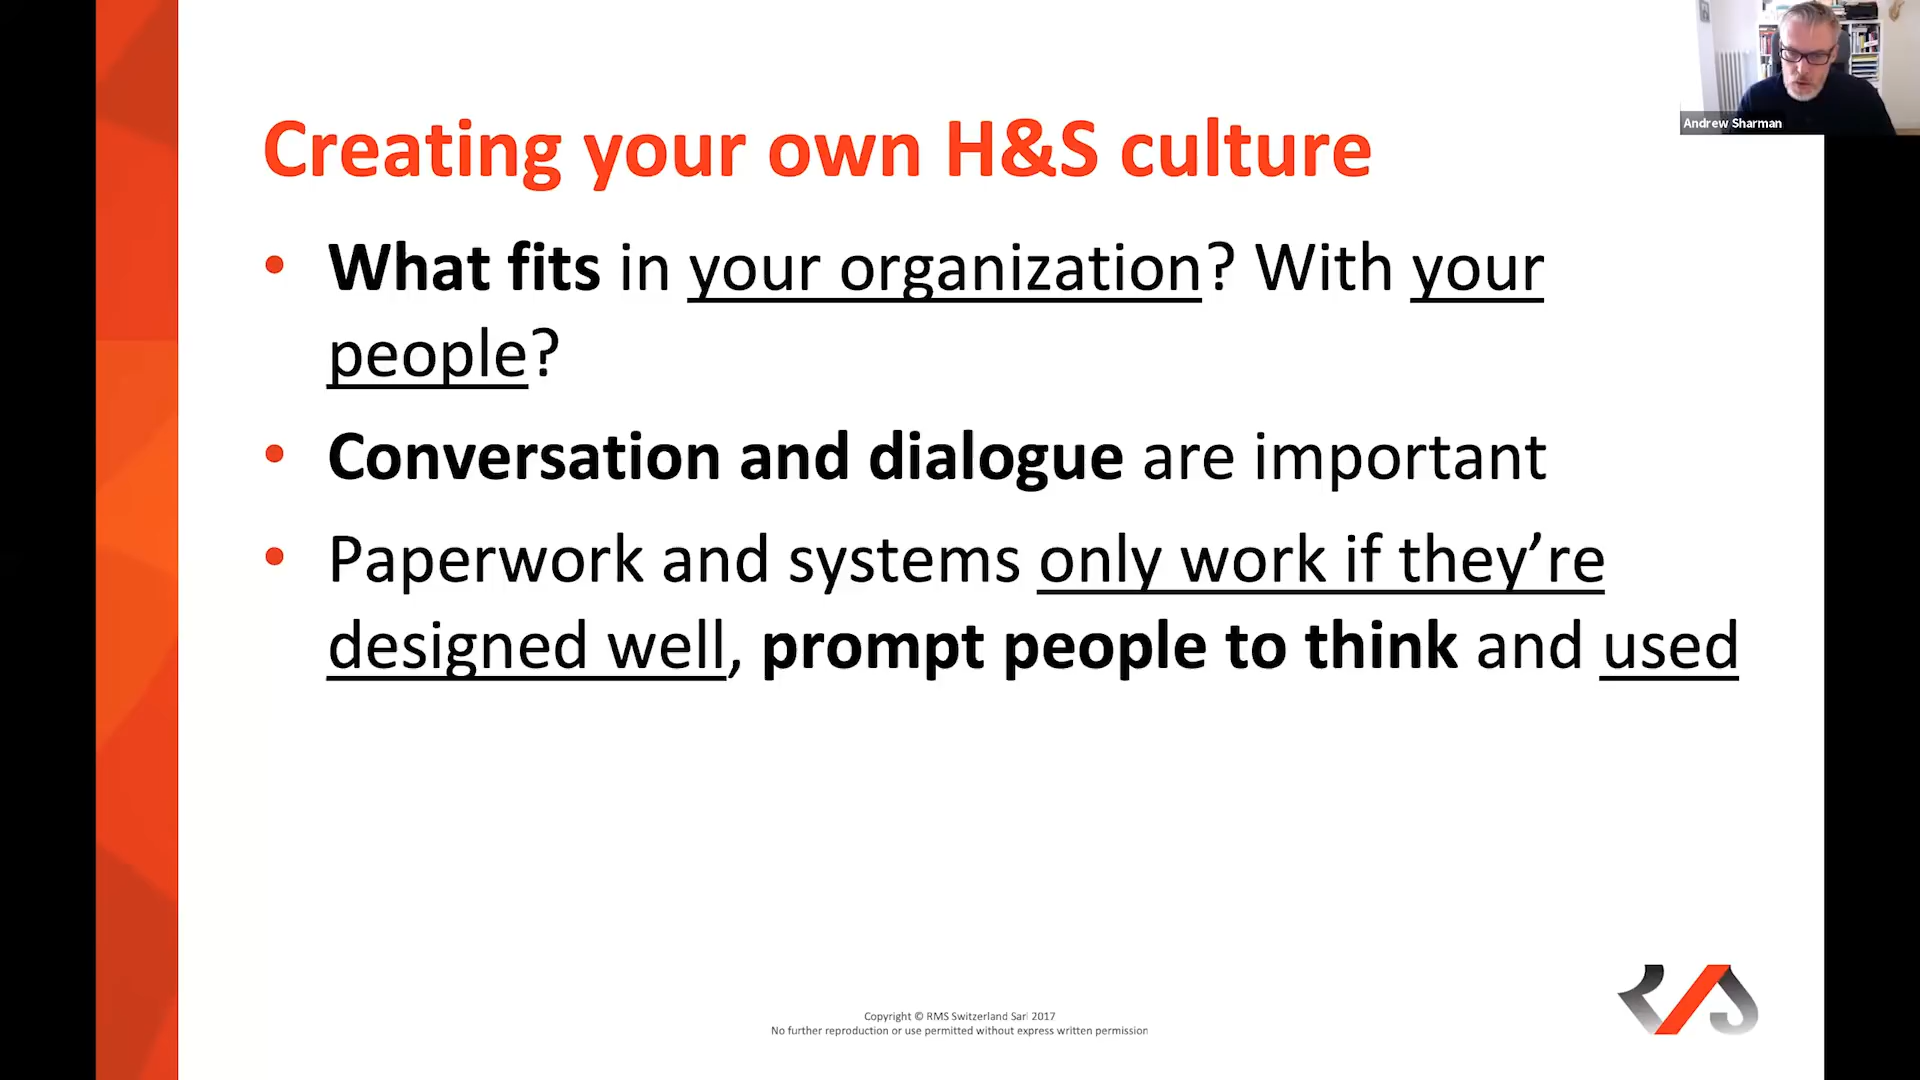 Andrew Sharman
Creating your own H&S culture
• What fits in your organization? With your
people?
• Conversation and dialogue are important
• Paperwork and systems only work if they’re
designed well, prompt people to think and used
Copyright © RMS Switzerland Sarl 2017
No further reproduction or use permitted without express written permission